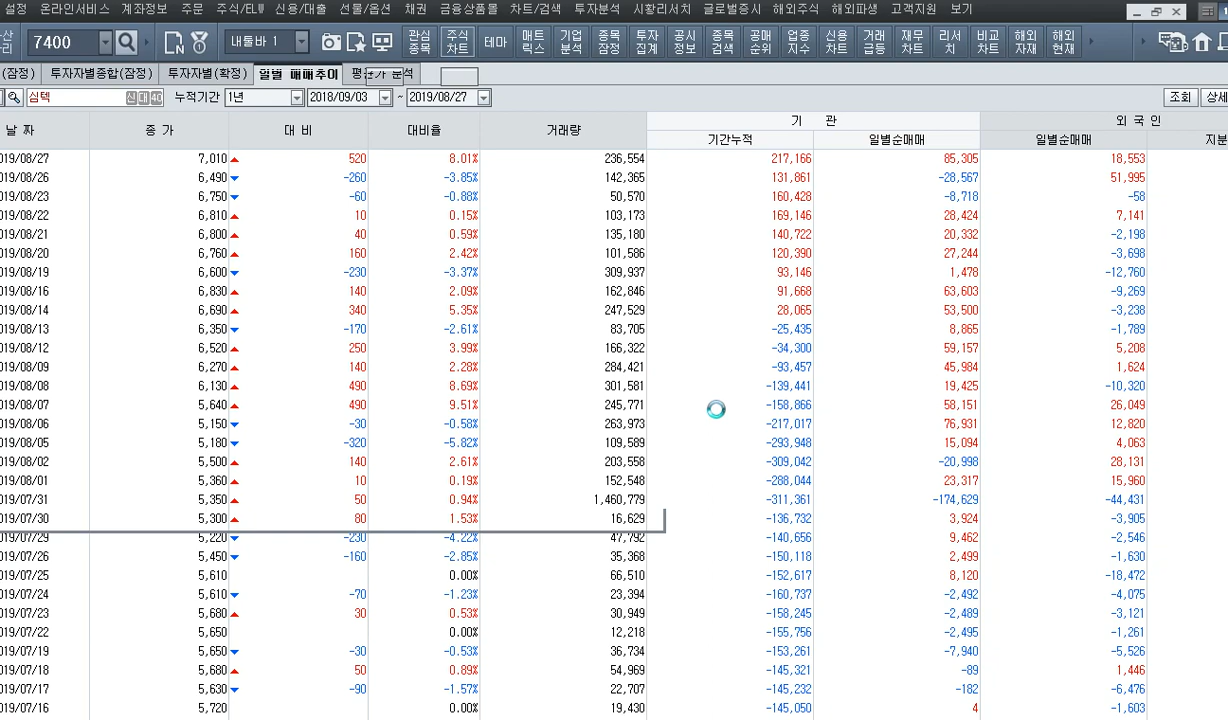 설정 온라인서비스 계좌정보 주문 주식/ELW 신용/대출 선물/옵션 채권 금융상품몰 차트/검색 투자분석 시황리서치 글로벌증시 해외주식 해외파생 고객지원 보기
7400 내툴바 1 관심종목 주식차트 테마 매트릭스 기업분석 종목잠정 투자집계 공시정보 종목검색 공매순위 업종지수 신용차트 거래급등 재무차트 리서치 비교차트 해외자재 해외현재
(잠정) 투자자별종합(잠정) 투자자별(확정) 일별 매매추이 평균가 분석
심텍 신 대 40 누적기간 1년 2018/09/03 ~ 2019/08/27 조회 상세
날 짜 종 가 대 비 대비율 거래량 기 관 외 국 인
기간누적 일별순매매 일별순매매 지분
019/08/27 7,010 ▲ 520 8.01% 236,554 217,166 85,305 18,553
019/08/26 6,490 ▼ -260 -3.85% 142,365 131,861 -28,567 51,995
019/08/23 6,750 ▼ -60 -0.88% 50,570 160,428 -8,718 -58
019/08/22 6,810 ▲ 10 0.15% 103,173 169,146 28,424 7,141
019/08/21 6,800 ▲ 40 0.59% 135,180 140,722 20,332 -2,198
019/08/20 6,760 ▲ 160 2.42% 101,586 120,390 27,244 -3,698
019/08/19 6,600 ▼ -230 -3.37% 309,937 93,146 1,478 -12,760
019/08/16 6,830 ▲ 140 2.09% 162,846 91,668 63,603 -9,269
019/08/14 6,690 ▲ 340 5.35% 247,529 28,065 53,500 -3,238
019/08/13 6,350 ▼ -170 -2.61% 83,705 -25,435 8,865 -1,789
019/08/12 6,520 ▲ 250 3.99% 166,322 -34,300 59,157 5,208
019/08/09 6,270 ▲ 140 2.28% 284,421 -93,457 45,984 1,624
019/08/08 6,130 ▲ 490 8.69% 301,581 -139,441 19,425 -10,320
019/08/07 5,640 ▲ 490 9.51% 245,771 -158,866 58,151 26,049
019/08/06 5,150 ▼ -30 -0.58% 263,973 -217,017 76,931 12,820
019/08/05 5,180 ▼ -320 -5.82% 109,589 -293,948 15,094 4,063
019/08/02 5,500 ▲ 140 2.61% 203,558 -309,042 -20,998 28,131
019/08/01 5,360 ▲ 10 0.19% 152,548 -288,044 23,317 15,960
019/07/31 5,350 ▲ 50 0.94% 1,460,779 -311,361 -174,629 -44,431
019/07/30 5,300 ▲ 80 1.53% 16,629 -136,732 3,924 -3,905
019/07/29 5,220 ▼ -230 -4.22% 47,792 -140,656 9,462 -2,546
019/07/26 5,450 ▼ -160 -2.85% 35,368 -150,118 2,499 -1,630
019/07/25 5,610 0.00% 66,510 -152,617 8,120 -18,472
019/07/24 5,610 ▼ -70 -1.23% 23,394 -160,737 -2,492 -4,075
019/07/23 5,680 ▲ 30 0.53% 30,949 -158,245 -2,489 -3,121
019/07/22 5,650 0.00% 12,218 -155,756 -2,495 -1,261
019/07/19 5,650 ▼ -30 -0.53% 36,734 -153,261 -7,940 -5,526
019/07/18 5,680 ▲ 50 0.89% 54,969 -145,321 -89 1,446
019/07/17 5,630 ▼ -90 -1.57% 22,707 -145,232 -182 -6,476
019/07/16 5,720 0.00% 19,430 -145,050 4 -1,603